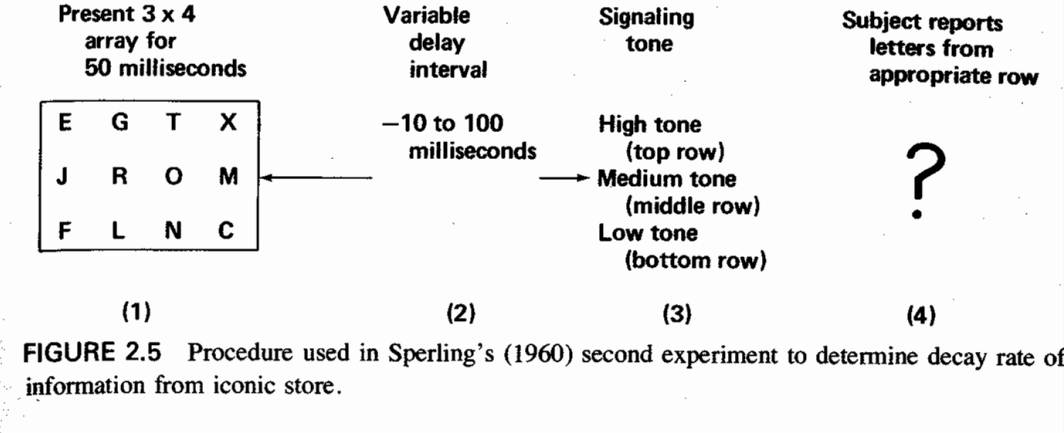 Present 3 x 4
array for
50 milliseconds
Variable
delay
interval
Signaling
tone
Subject reports
letters from
appropriate row
E G T X
J R O M
F L N C
—10 to 100
milliseconds
High tone
(top row)
Medium tone
(middle row)
Low tone
(bottom row)
?
(1) (2) (3) (4)
FIGURE 2.5 Procedure used in Sperling's (1960) second experiment to determine decay rate of
information from iconic store.